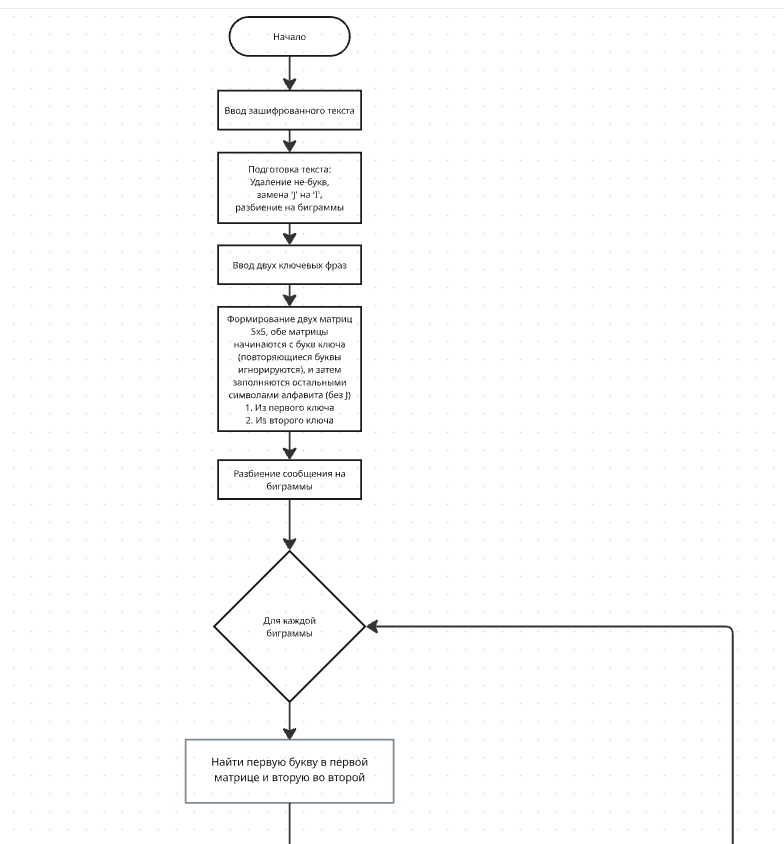 Начало
Ввод зашифрованного текста
Подготовка текста:
Удаление не-букв,
замена 'J' на 'I',
разбиение на биграммы
Ввод двух ключевых фраз
Формирование двух матриц
5x5, обе матрицы
начинаются с букв ключа
(повторяющиеся буквы
игнорируются), и затем
заполняются остальными
символами алфавита (без J)
1. Из первого ключа
2. Из второго ключа
Разбиение сообщения на
биграммы
Для каждой
биграммы
Найти первую букву в первой
матрице и вторую во второй